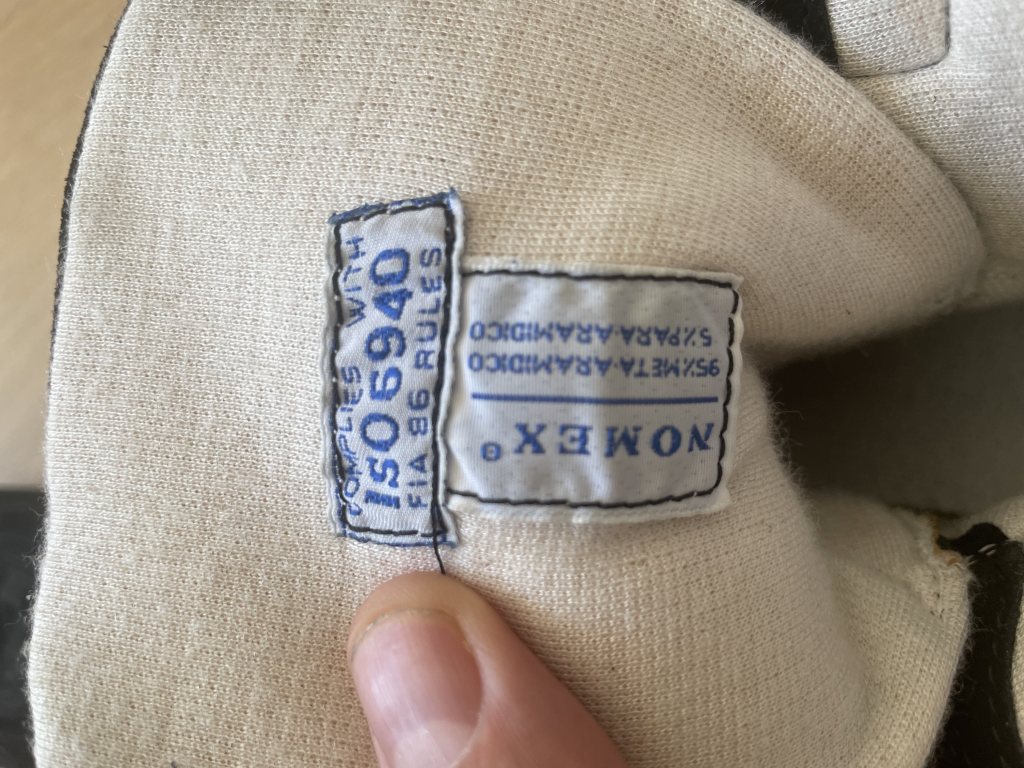 COMPLIES WITH
ISO6940
FIA 86 RULES
NOMEX®
95% META-ARAMIDICO
5% PARA-ARAMIDICO